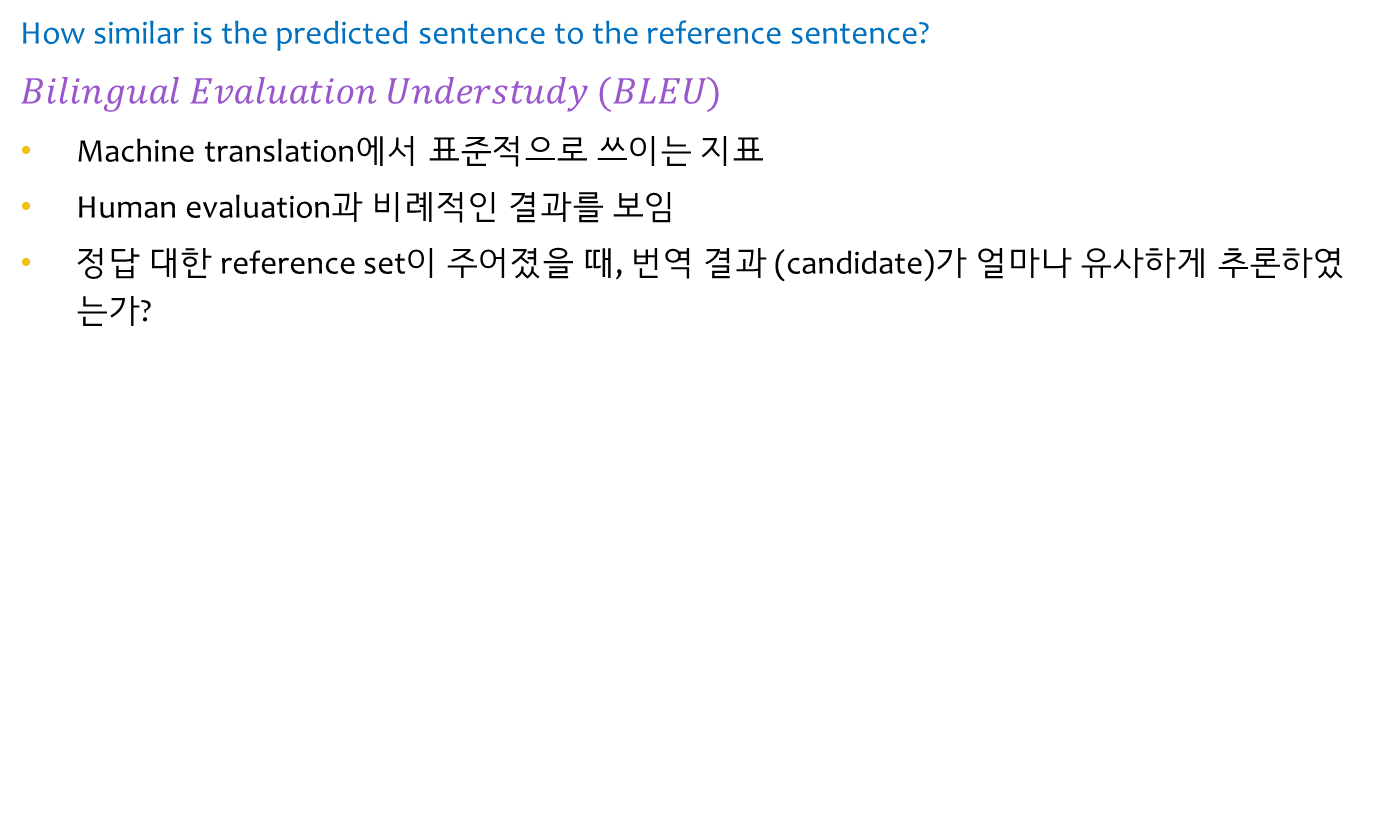 How similar is the predicted sentence to the reference sentence?
Bilingual Evaluation Understudy (BLEU)
• Machine translation에서 표준적으로 쓰이는 지표
• Human evaluation과 비례적인 결과를 보임
• 정답 대한 reference set이 주어졌을 때, 번역 결과 (candidate)가 얼마나 유사하게 추론하였
는가?